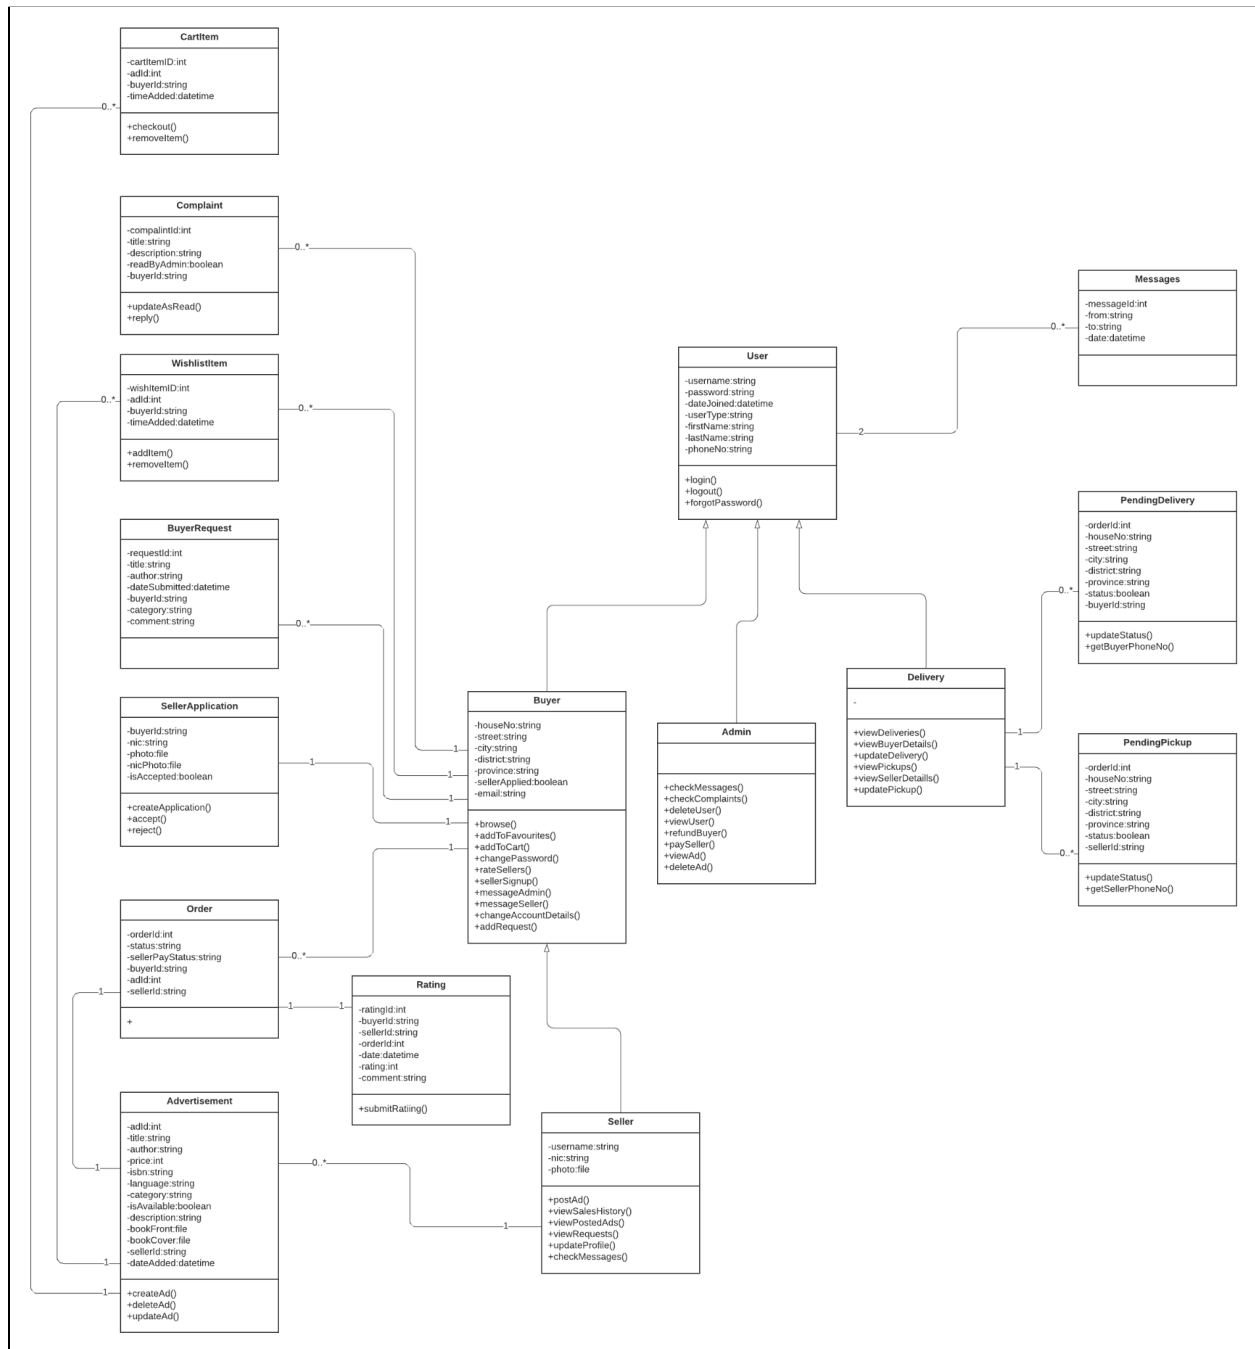 CartItem
-cartItemID:int
-adId:int
-buyerId:string
-timeAdded:datetime
0..*
+checkout()
+removeItem()
Complaint
-compalintId:int
-title:string
-description:string
-readByAdmin:boolean
-buyerId:string
0..*
+updateAsRead()
+reply()
WishlistItem
-wishItemID:int
-adId:int
-buyerId:string
-timeAdded:datetime
0..*
0..*
+addItem()
+removeItem()
BuyerRequest
-requestId:int
-title:string
-author:string
-dateSubmitted:datetime
-buyerId:string
-category:string
-comment:string
0..*
SellerApplication
-buyerId:string
-nic:string
-photo:file
-nicPhoto:file
-isAccepted:boolean
1
+createApplication()
+accept()
+reject()
Order
-orderId:int
-status:string
-sellerPayStatus:string
-buyerId:string
-adId:int
-sellerId:string
0..*
1
1
+
Advertisement
-adId:int
-title:string
-author:string
-price:int
-isbn:string
-language:string
-category:string
-isAvailable:boolean
-description:string
-bookFront:file
-bookCover:file
-sellerId:string
-dateAdded:datetime
0..*
1
1
1
+createAd()
+deleteAd()
+updateAd()
Rating
-ratingId:int
-buyerId:string
-sellerId:string
-orderId:int
-date:datetime
-rating:int
-comment:string
1
+submitRatiing()
Buyer
-houseNo:string
-street:string
-city:string
-district:string
-province:string
-sellerApplied:boolean
-email:string
1
1
1
1
1
+browse()
+addToFavourites()
+addToCart()
+changePassword()
+rateSellers()
+sellerSignup()
+messageAdmin()
+messageSeller()
+changeAccountDetails()
+addRequest()
Seller
-username:string
-nic:string
-photo:file
1
+postAd()
+viewSalesHistory()
+viewPostedAds()
+viewRequests()
+updateProfile()
+checkMessages()
User
-username:string
-password:string
-dateJoined:datetime
-userType:string
-firstName:string
-lastName:string
-phoneNo:string
2
+login()
+logout()
+forgotPassword()
Admin
+checkMessages()
+checkComplaints()
+deleteUser()
+viewUser()
+refundBuyer()
+paySeller()
+viewAd()
+deleteAd()
Delivery
-
+viewDeliveries()
+viewBuyerDetails()
+updateDelivery()
+viewPickups()
+viewSellerDetaills()
+updatePickup()
1
1
Messages
-messageId:int
-from:string
-to:string
-date:datetime
0..*
PendingDelivery
-orderId:int
-houseNo:string
-street:string
-city:string
-district:string
-province:string
-status:boolean
-buyerId:string
0..*
+updateStatus()
+getBuyerPhoneNo()
PendingPickup
-orderId:int
-houseNo:string
-street:string
-city:string
-district:string
-province:string
-status:boolean
-sellerId:string
0..*
+updateStatus()
+getSellerPhoneNo()